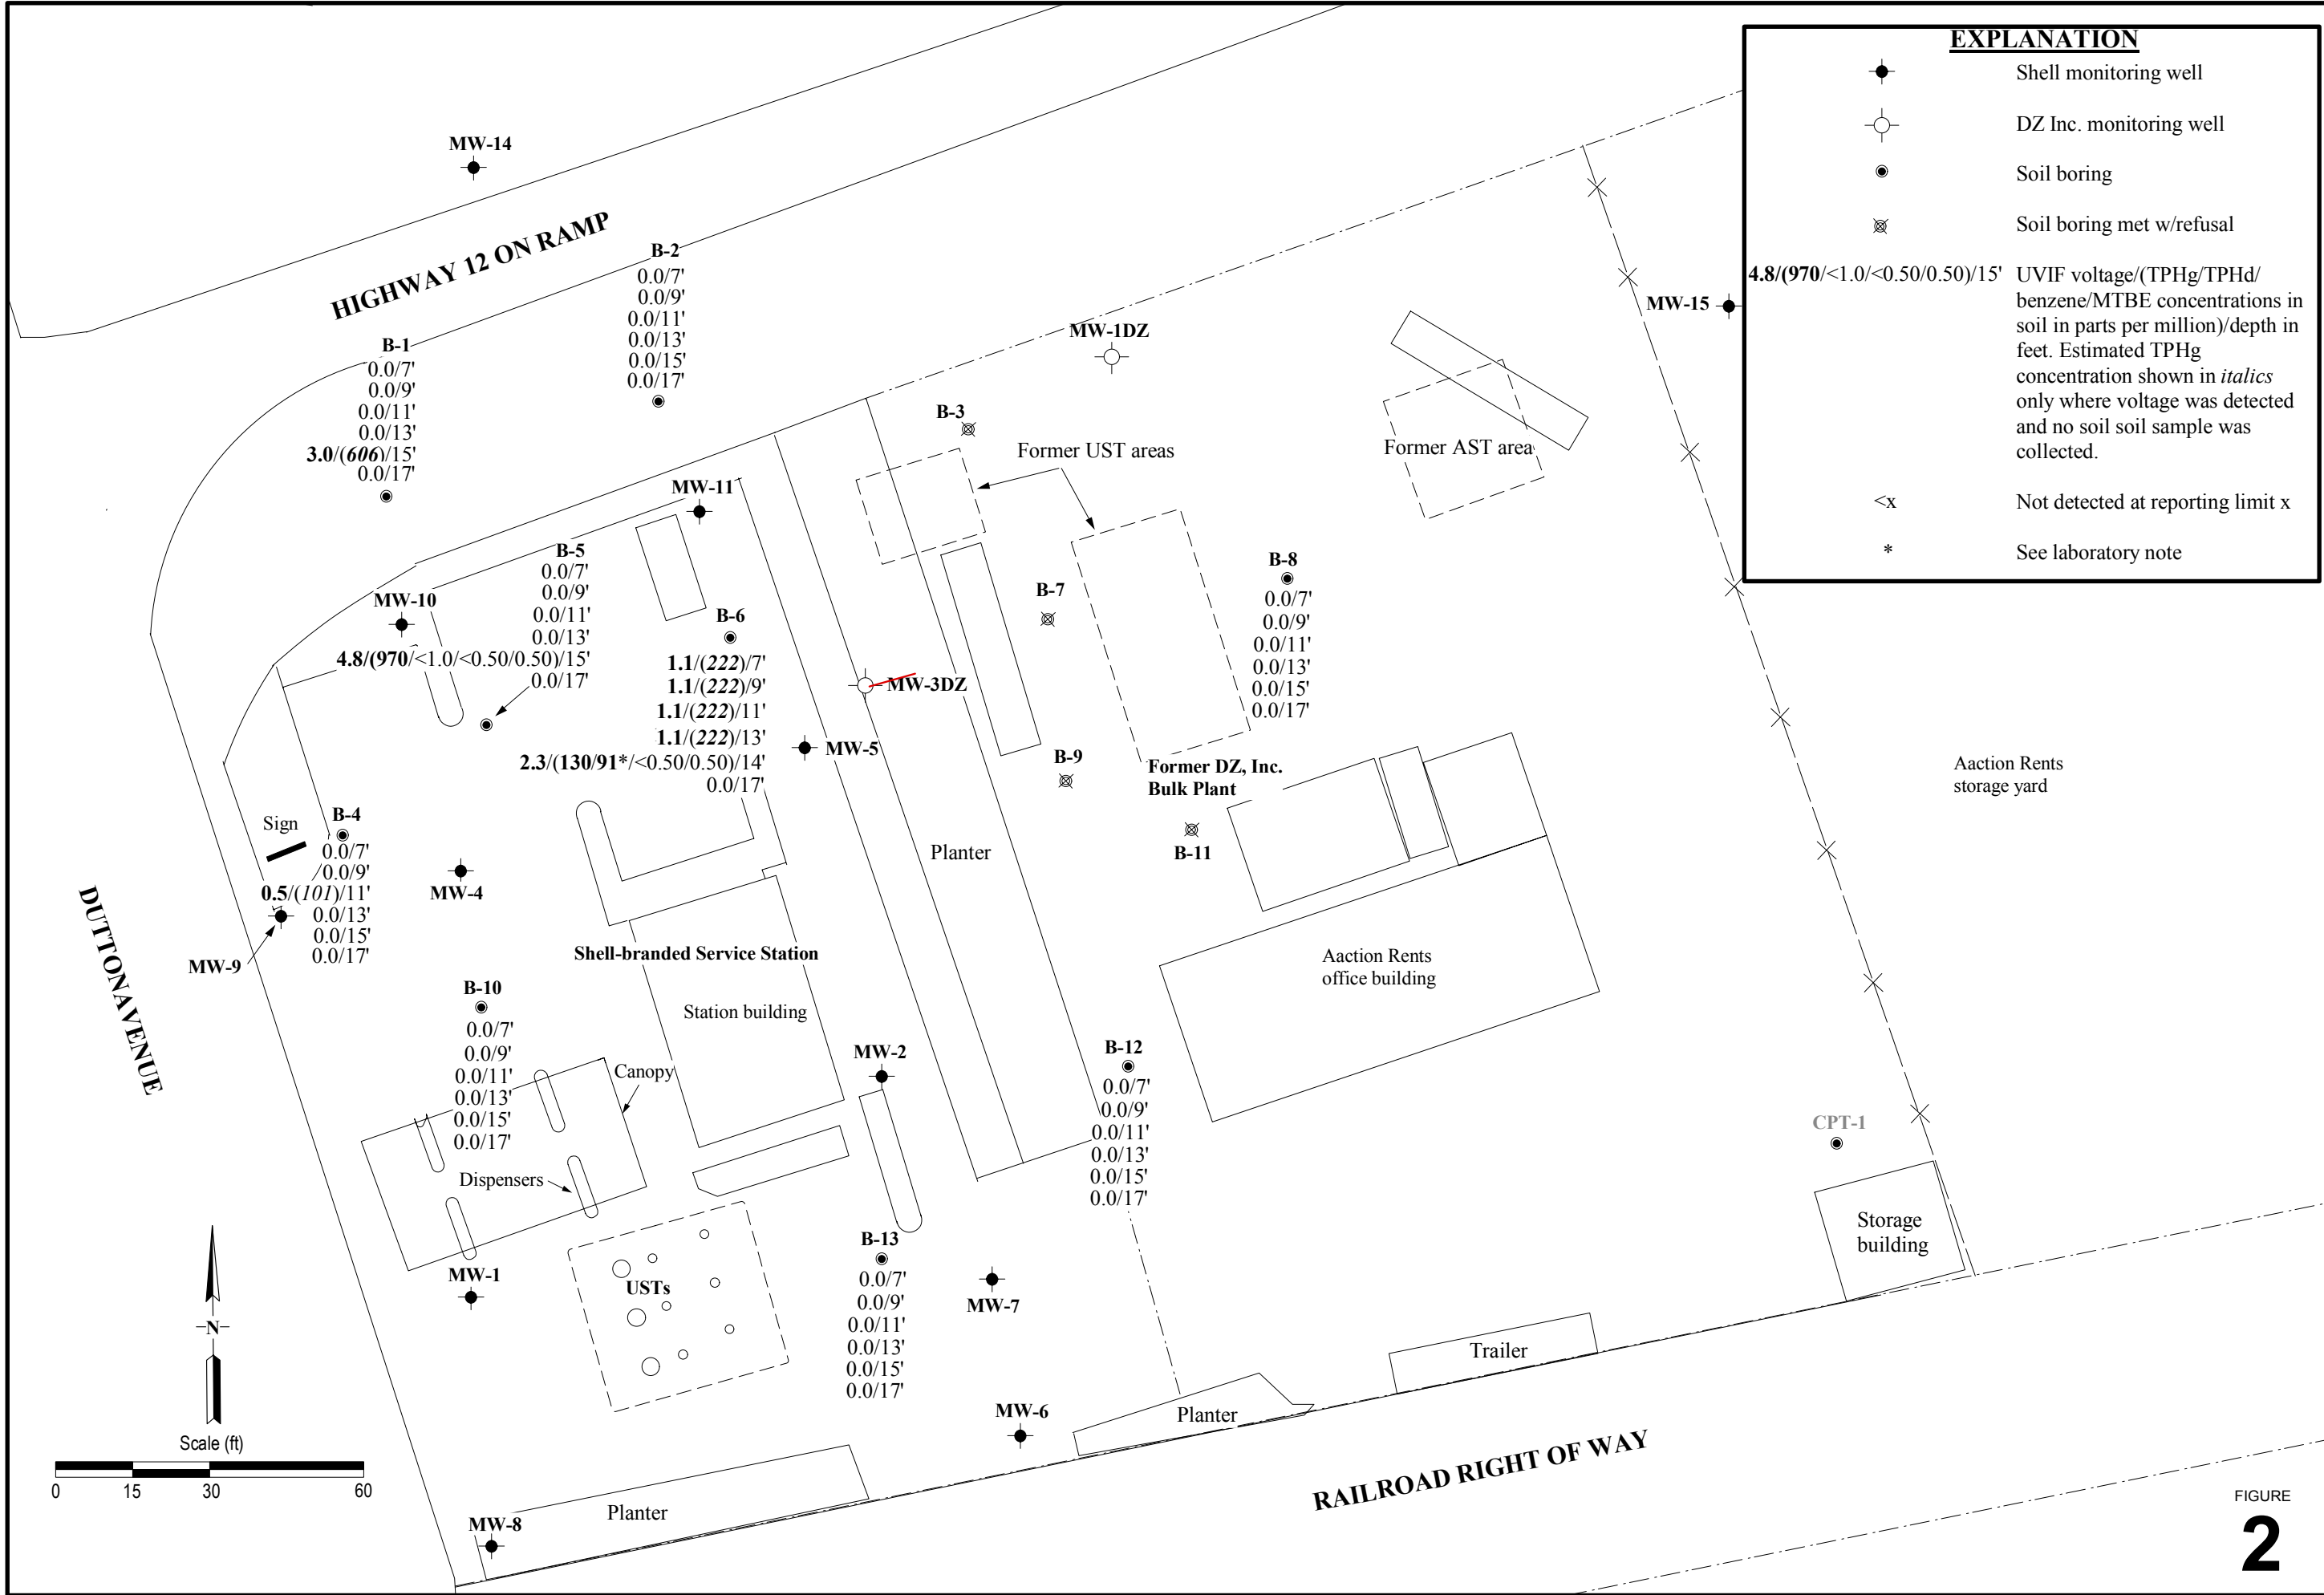 EXPLANATION
Shell monitoring well
DZ Inc. monitoring well
Soil boring
Soil boring met w/refusal
4.8/(970/<1.0/<0.50/0.50)/15' UVIF voltage/(TPHg/TPHd/
benzene/MTBE concentrations in
soil in parts per million)/depth in
feet. Estimated TPHg
concentration shown in italics
only where voltage was detected
and no soil soil sample was
collected.
<x Not detected at reporting limit x
* See laboratory note
MW-14
HIGHWAY 12 ON RAMP
B-2
0.0/7'
0.0/9'
0.0/11'
0.0/13'
0.0/15'
0.0/17'
B-1
0.0/7'
0.0/9'
0.0/11'
0.0/13'
3.0/(606)/15'
0.0/17'
MW-15
MW-1DZ
B-3
Former UST areas
Former AST area
MW-11
B-5
0.0/7'
0.0/9'
0.0/11'
0.0/13'
4.8/(970/<1.0/<0.50/0.50)/15'
0.0/17'
MW-10
B-6
1.1/(222)/7'
1.1/(222)/9'
1.1/(222)/11'
1.1/(222)/13'
2.3/(130/91*/<0.50/0.50)/14'
0.0/17'
B-7
B-8
0.0/7'
0.0/9'
0.0/11'
0.0/13'
0.0/15'
0.0/17'
MW-3DZ
MW-5
B-9
Former DZ, Inc.
Bulk Plant
Aaction Rents
storage yard
B-11
Planter
Sign
B-4
0.0/7'
0.0/9'
0.5/(101)/11'
0.0/13'
0.0/15'
0.0/17'
MW-4
MW-9
DUTTONAVENUE
Shell-branded Service Station
Station building
Aaction Rents
office building
B-10
0.0/7'
0.0/9'
0.0/11'
0.0/13'
0.0/15'
0.0/17'
Canopy
MW-2
B-12
0.0/7'
0.0/9'
0.0/11'
0.0/13'
0.0/15'
0.0/17'
CPT-1
Dispensers
Storage
building
B-13
0.0/7'
0.0/9'
0.0/11'
0.0/13'
0.0/15'
0.0/17'
MW-1
USTs
MW-7
N
Trailer
MW-6
Planter
Scale (ft)
0 15 30 60
RAILROAD RIGHT OF WAY
Planter
MW-8
FIGURE
2